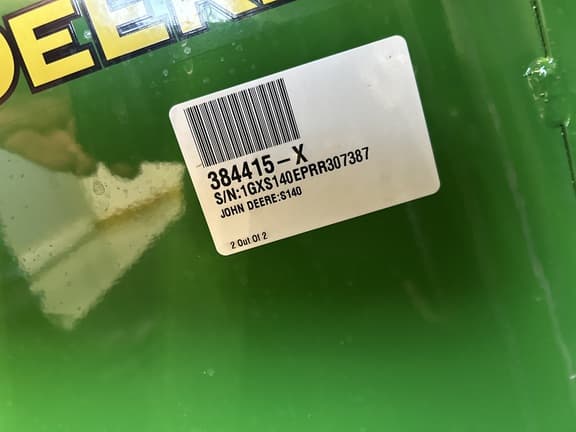 DEERE
384415-X
S/N:1GXS140EPRR307387
JOHN DEERE:S140
2 Out Of 2